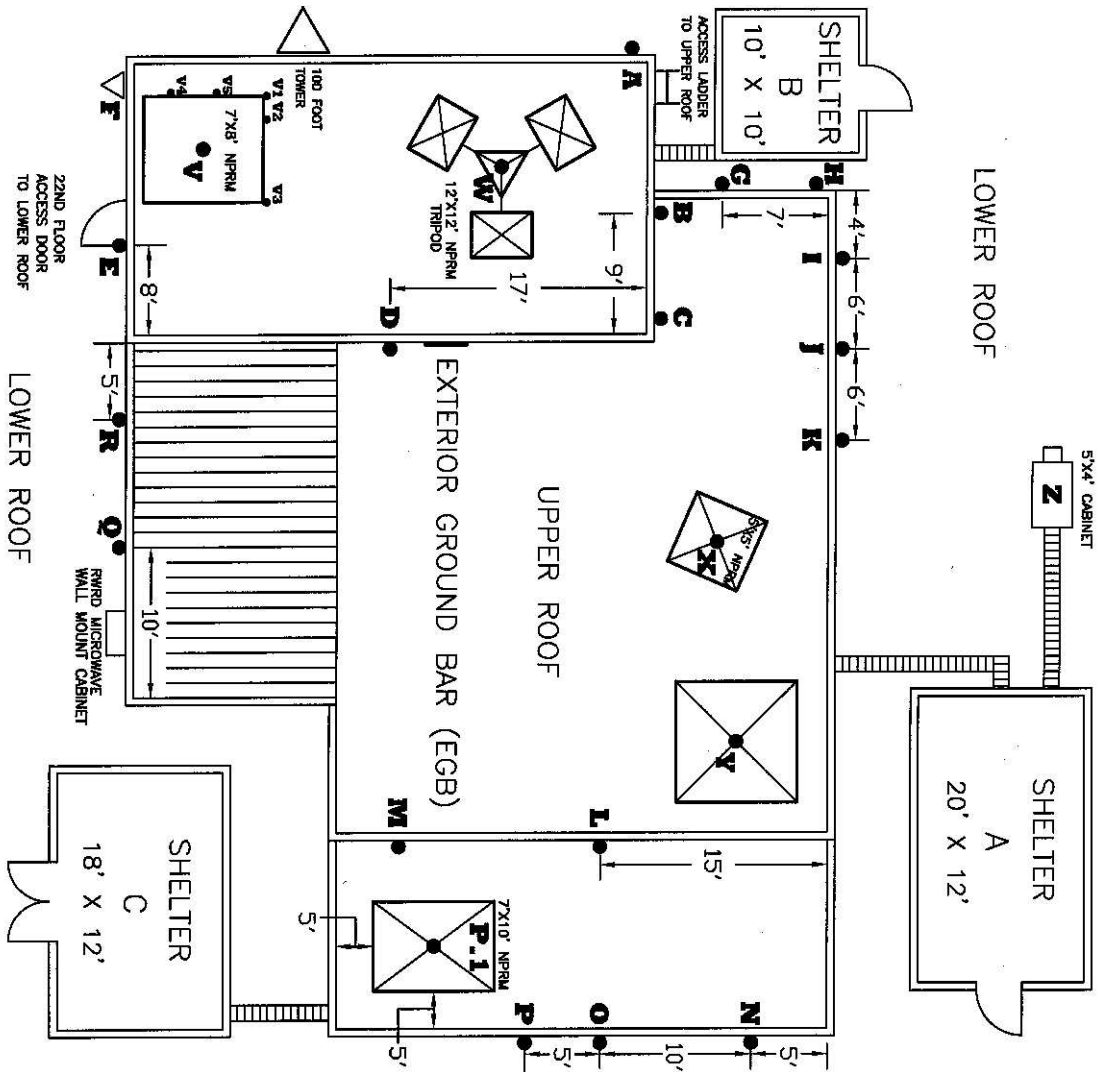 5'X4' CABINET
Z
SHELTER
A
20' X 12'
LOWER ROOF
SHELTER
B
10' X 10'
ACCESS LADDER
TO UPPER ROOF
4'
6'
6'
H
I
J
K
G
7'
5'X5' NPRM
X
Y
15'
L
M
N
O
P
5'
10'
5'
A
B
C
9'
UPPER ROOF
7'X10' NPRM
P.1
5'
5'
W
12'X12' NPRM
TRIPOD
17'
D
EXTERIOR GROUND BAR (EGB)
100 FOOT
TOWER
V1
V2
V3
V5
V4
7'X8' NPRM
V
F
E
8'
5'
R
Q
10'
22ND FLOOR
ACCESS DOOR
TO LOWER ROOF
RWRD MICROWAVE
WALL MOUNT CABINET
LOWER ROOF
SHELTER
C
18' X 12'